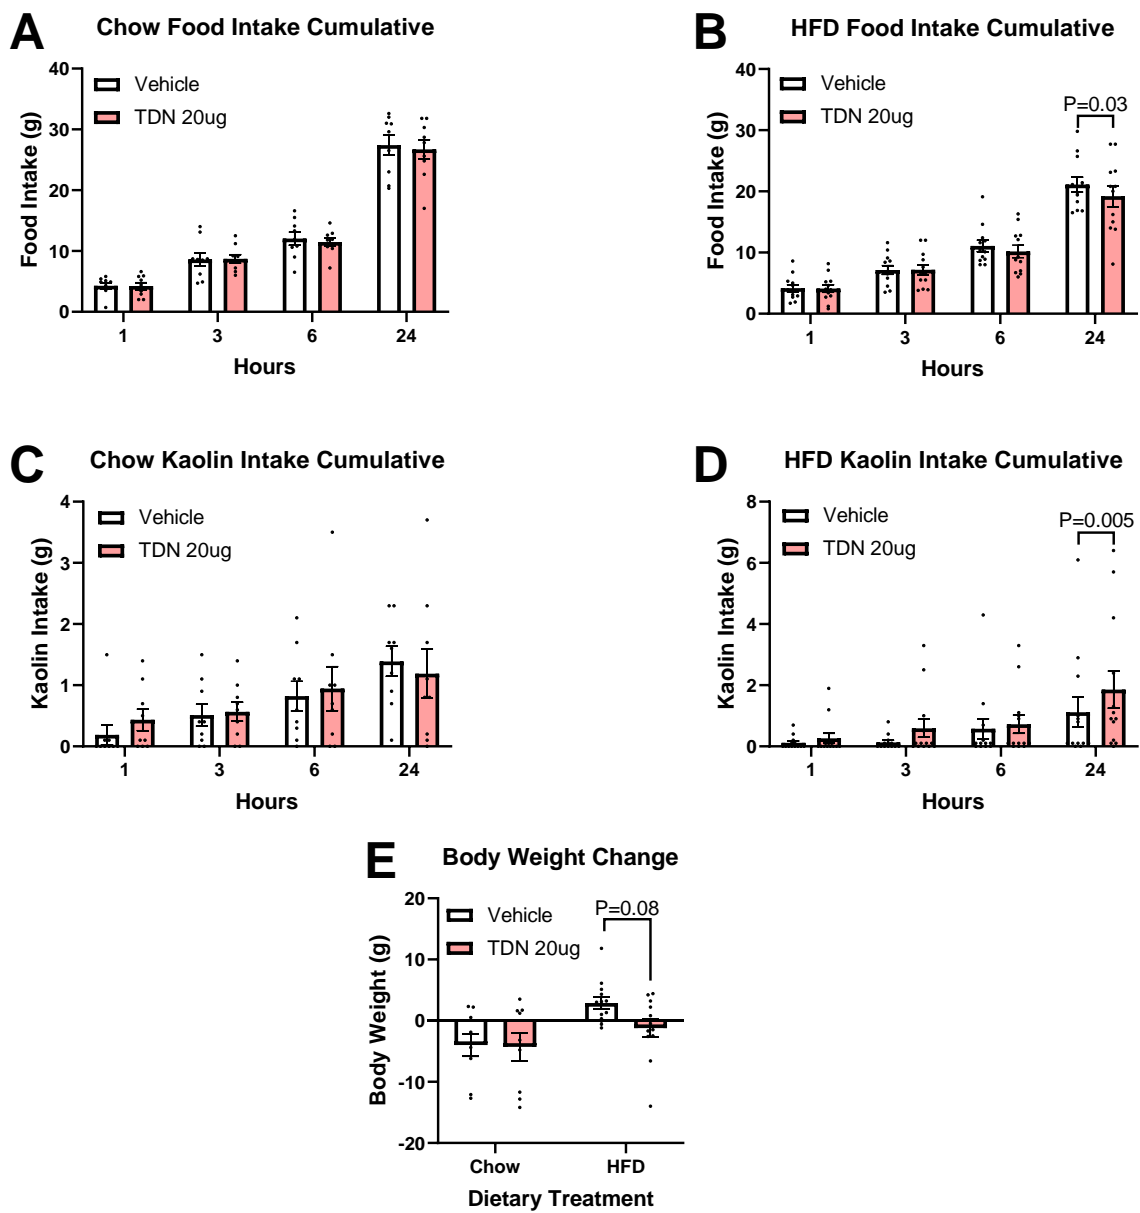 A Chow Food Intake Cumulative
40
30
20
10
0
Food Intake (g)
Vehicle
TDN 20ug
1 3 6 24
Hours
B HFD Food Intake Cumulative
40
30
20
10
0
Food Intake (g)
Vehicle
TDN 20ug
P=0.03
1 3 6 24
Hours
C Chow Kaolin Intake Cumulative
4
3
2
1
0
Kaolin Intake (g)
Vehicle
TDN 20ug
1 3 6 24
Hours
D HFD Kaolin Intake Cumulative
8
6
4
2
0
Kaolin Intake (g)
Vehicle
TDN 20ug
P=0.005
1 3 6 24
Hours
E Body Weight Change
20
10
0
-10
-20
Body Weight (g)
Vehicle
TDN 20ug
P=0.08
Chow HFD
Dietary Treatment